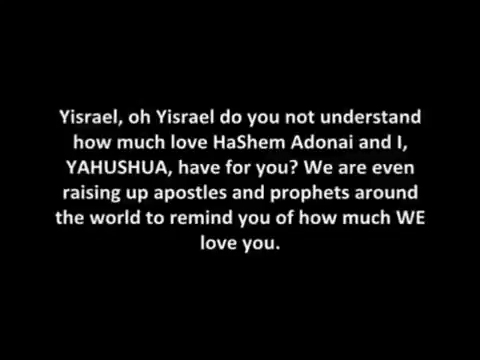 Yisrael, oh Yisrael do you not understand
how much love HaShem Adonai and I,
YAHUSHUA, have for you? We are even
raising up apostles and prophets around
the world to remind you of how much WE
love you.